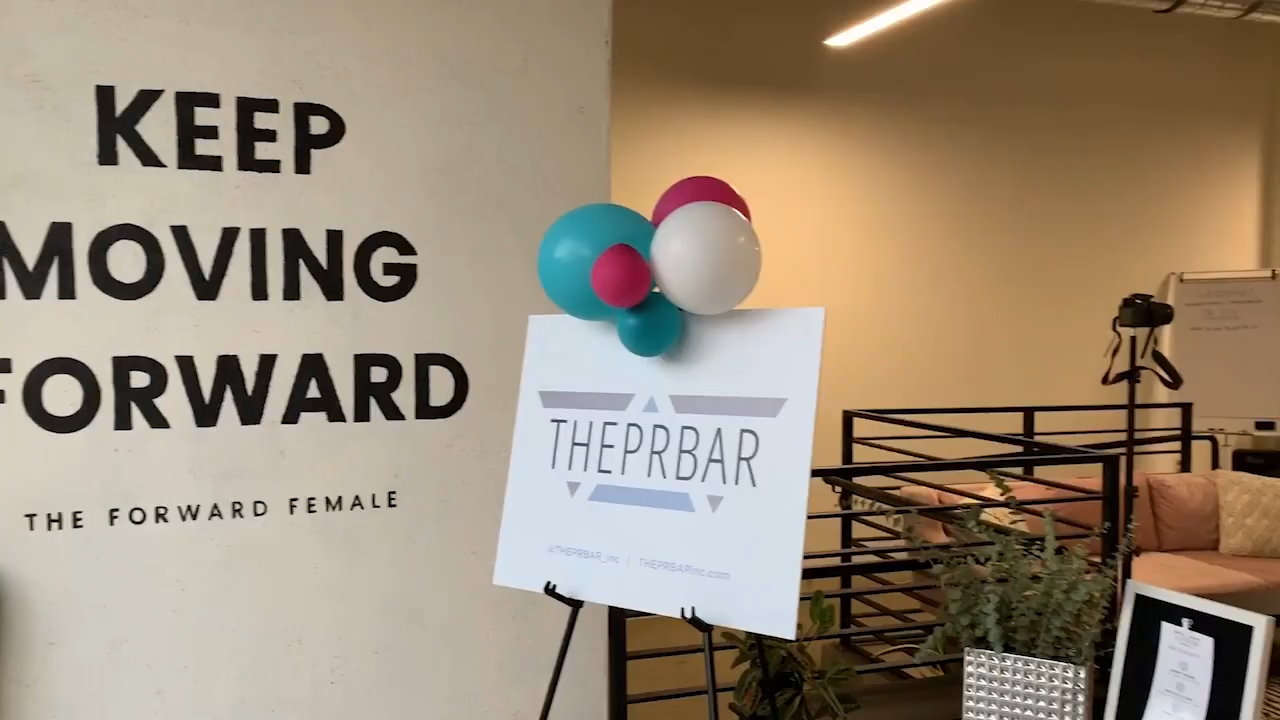 KEEP
MOVING
FORWARD
THE FORWARD FEMALE
THEPRBAR
@THEPRBAR_inc | THEPRBARinc.com